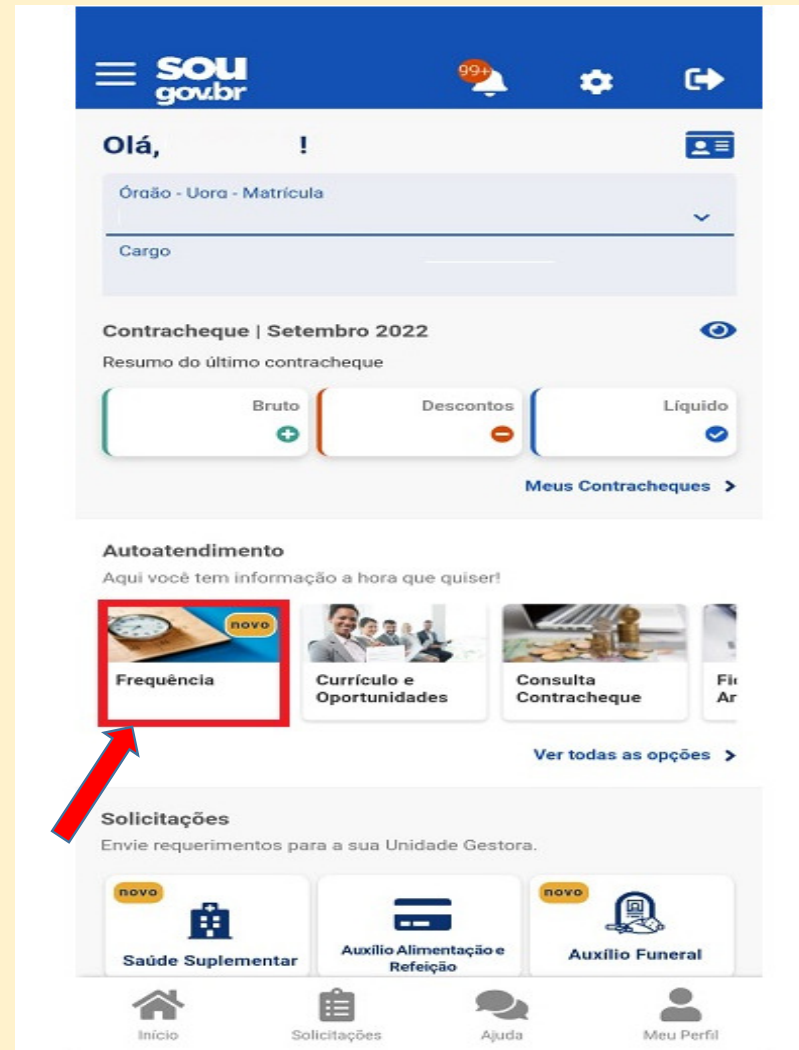 sou
gov.br
99+
Olá, !
Órgão - Uorg - Matrícula
Cargo
Contracheque | Setembro 2022
Resumo do último contracheque
Bruto
Descontos
Líquido
Meus Contracheques
Autoatendimento
Aqui você tem informação a hora que quiser!
novo
Frequência
Currículo e
Oportunidades
Consulta
Contracheque
Fi
Ar
Ver todas as opções
Solicitações
Envie requerimentos para a sua Unidade Gestora.
novo
Saúde Suplementar
Auxílio Alimentação e
Refeição
novo
Auxílio Funeral
Início
Solicitações
Ajuda
Meu Perfil